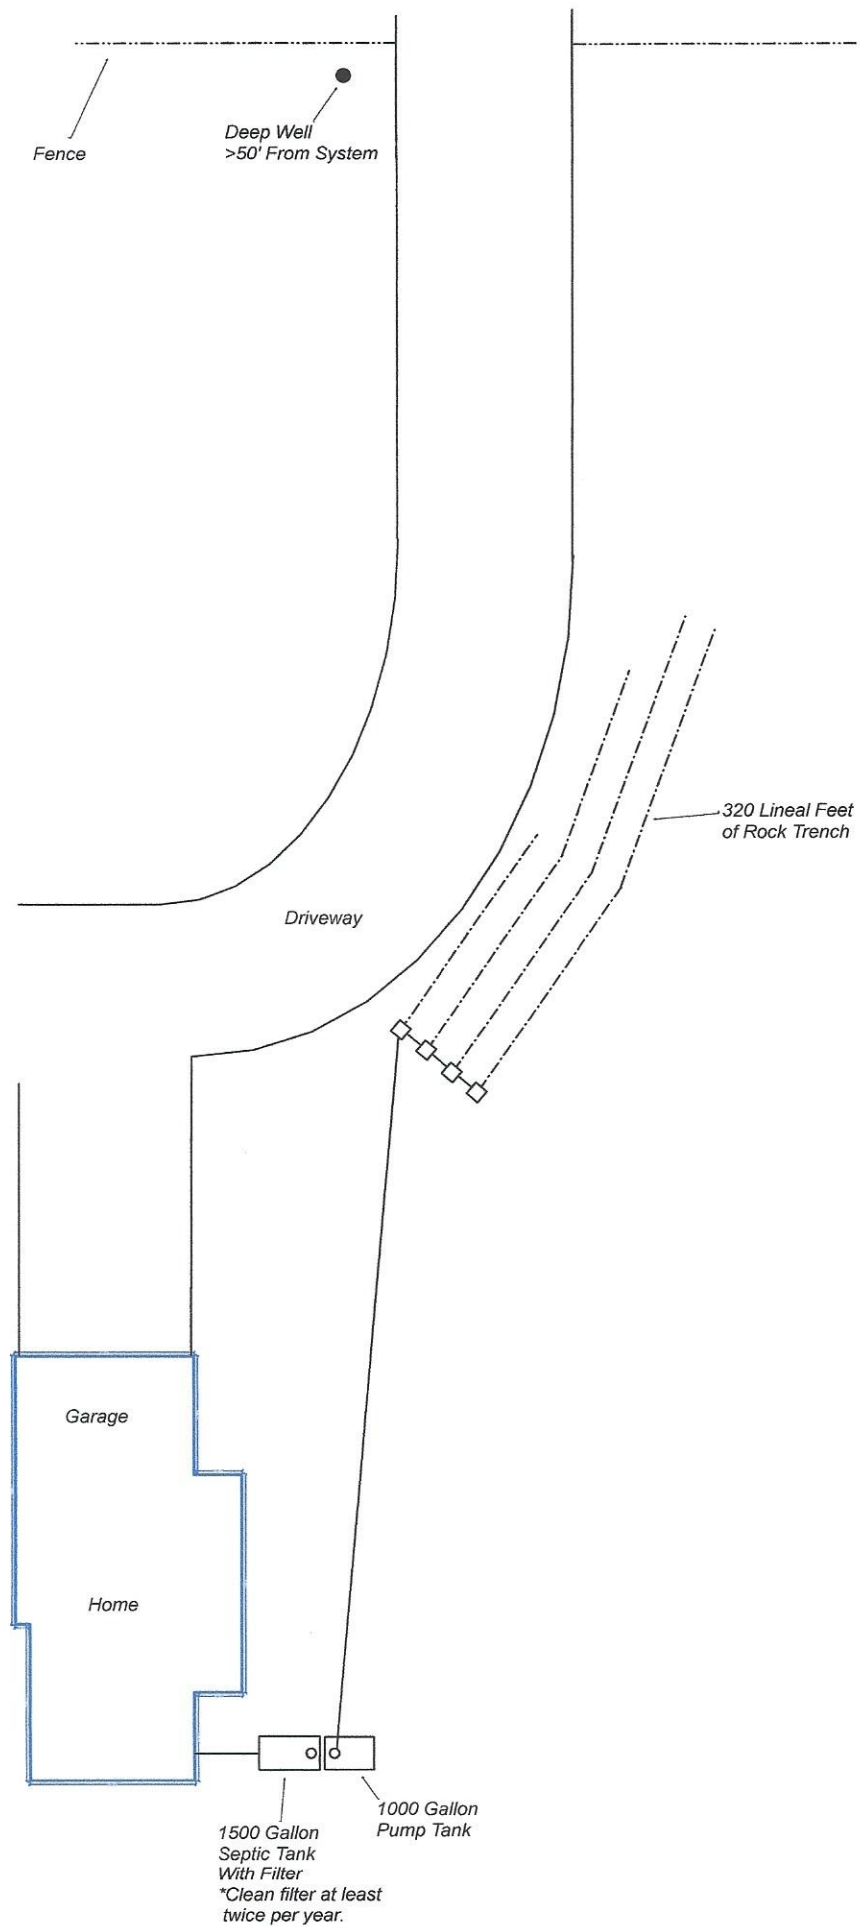 Fence
Deep Well
>50' From System
320 Lineal Feet
of Rock Trench
Driveway
Garage
Home
1000 Gallon
Pump Tank
1500 Gallon
Septic Tank
With Filter
*Clean filter at least
twice per year.